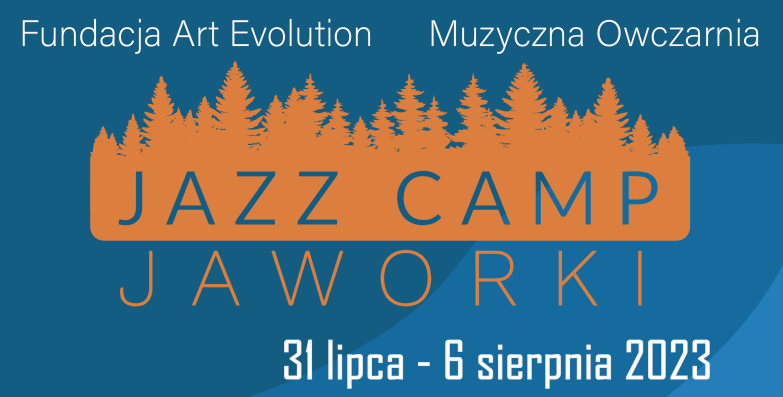 Fundacja Art Evolution Muzyczna Owczarnia
JAZZ CAMP
JAWORKI
31 lipca - 6 sierpnia 2023